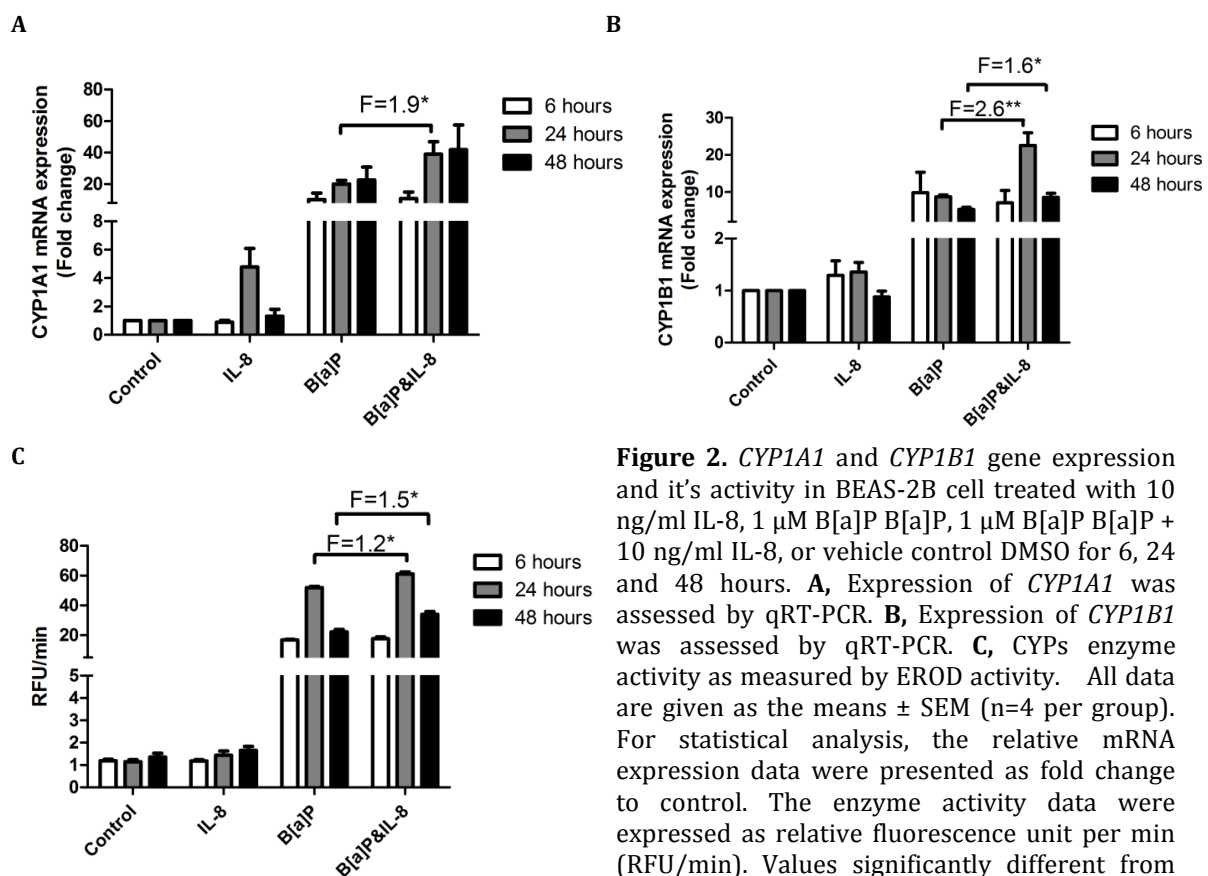 A
CYP1A1 mRNA expression
(Fold change)
80
60
40
20
8
6
4
2
0
F=1.9*
6 hours
24 hours
48 hours
Control
IL-8
B[a]P
B[a]P&IL-8
B
CYP1B1 mRNA expression
(Fold change)
30
20
10
2
1
0
F=1.6*
F=2.6**
6 hours
24 hours
48 hours
Control
IL-8
B[a]P
B[a]P&IL-8
C
RFU/min
80
60
40
20
5
4
3
2
1
0
F=1.5*
F=1.2*
6 hours
24 hours
48 hours
Control
IL-8
B[a]P
B[a]P&IL-8
Figure 2. CYP1A1 and CYP1B1 gene expression
and it's activity in BEAS-2B cell treated with 10
ng/ml IL-8, 1 μM B[a]P B[a]P, 1 μM B[a]P B[a]P +
10 ng/ml IL-8, or vehicle control DMSO for 6, 24
and 48 hours. A, Expression of CYP1A1 was
assessed by qRT-PCR. B, Expression of CYP1B1
was assessed by qRT-PCR. C, CYPs enzyme
activity as measured by EROD activity. All data
are given as the means ± SEM (n=4 per group).
For statistical analysis, the relative mRNA
expression data were presented as fold change
to control. The enzyme activity data were
expressed as relative fluorescence unit per min
(RFU/min). Values significantly different from